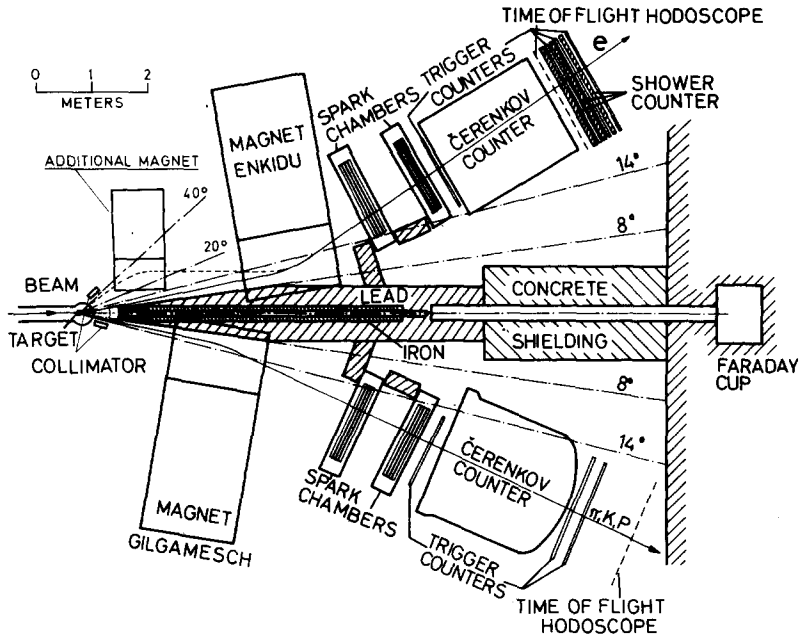 TIME OF FLIGHT HODOSCOPE
e
0 1 2
METERS
TRIGGER
COUNTERS
SPARK
CHAMBERS
SHOWER
COUNTER
ČERENKOV
COUNTER
MAGNET
ENKIDU
ADDITIONAL MAGNET
40°
20°
14°
8°
BEAM
TARGET
COLLIMATOR
LEAD
IRON
CONCRETE
SHIELDING
FARADAY
CUP
8°
14°
MAGNET
GILGAMESCH
SPARK
CHAMBERS
ČERENKOV
COUNTER
π,K,P
TRIGGER
COUNTERS
TIME OF FLIGHT
HODOSCOPE